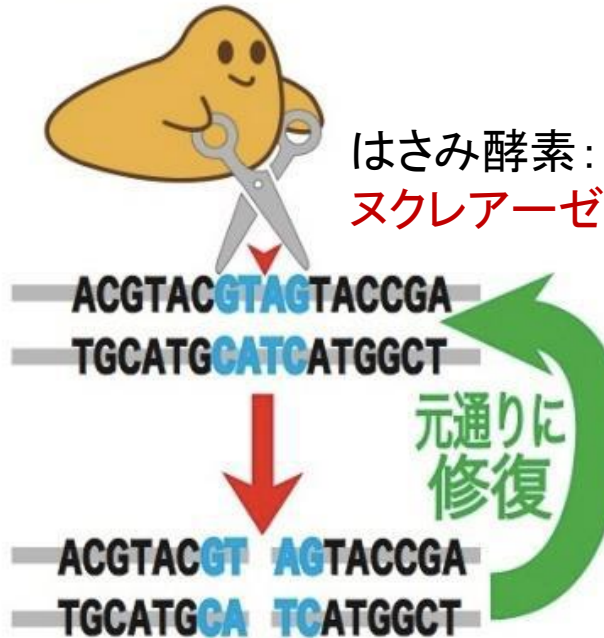 はさみ酵素：
ヌクレアーゼ
ACGTACGTAGTACCGA
TGCATGCATCATGGCT
元通りに
修復
ACGTACGT AGTACCGA
TGCATGCA TCATGGCT